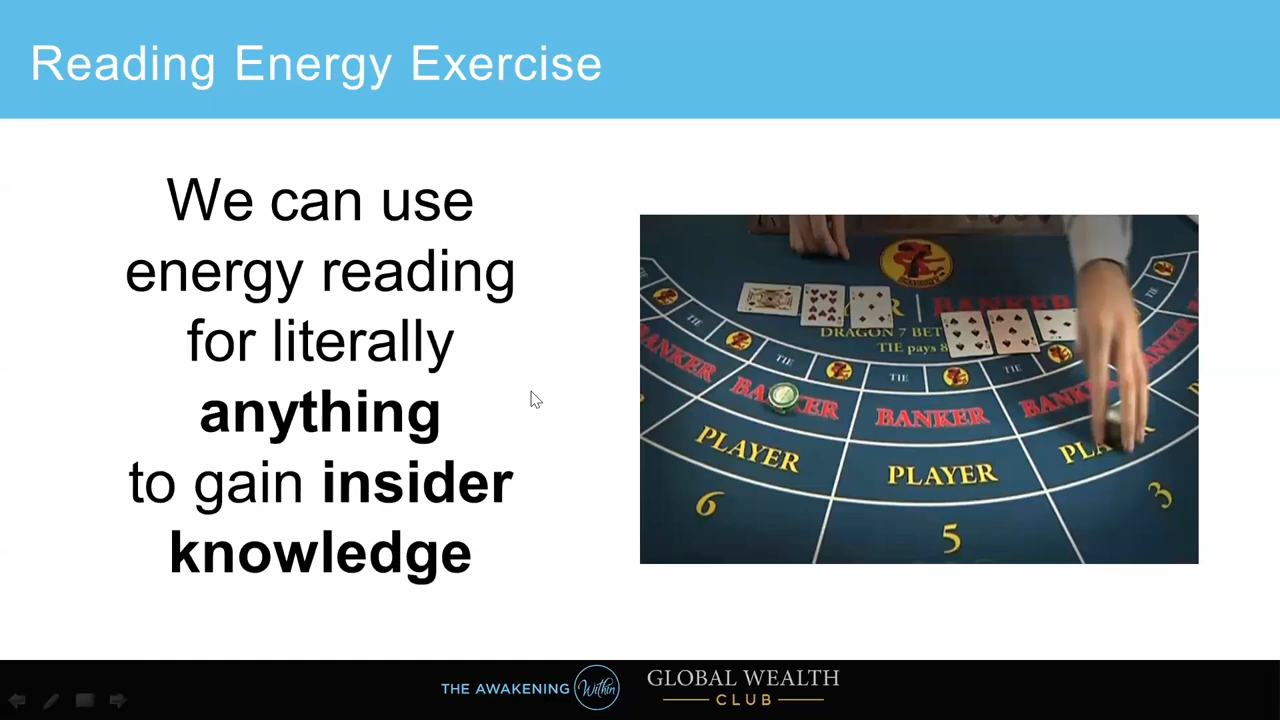 Reading Energy Exercise
We can use
energy reading
for literally
anything
to gain insider
knowledge
BANKER
DRAGON 7 BET
TIE pays 8
TIE
TIE
TIE
TIE
TIE
BANKER
BANKER
BANKER
PLAYER
PLAYER
6
5
3
THE AWAKENING Within
GLOBAL WEALTH
CLUB